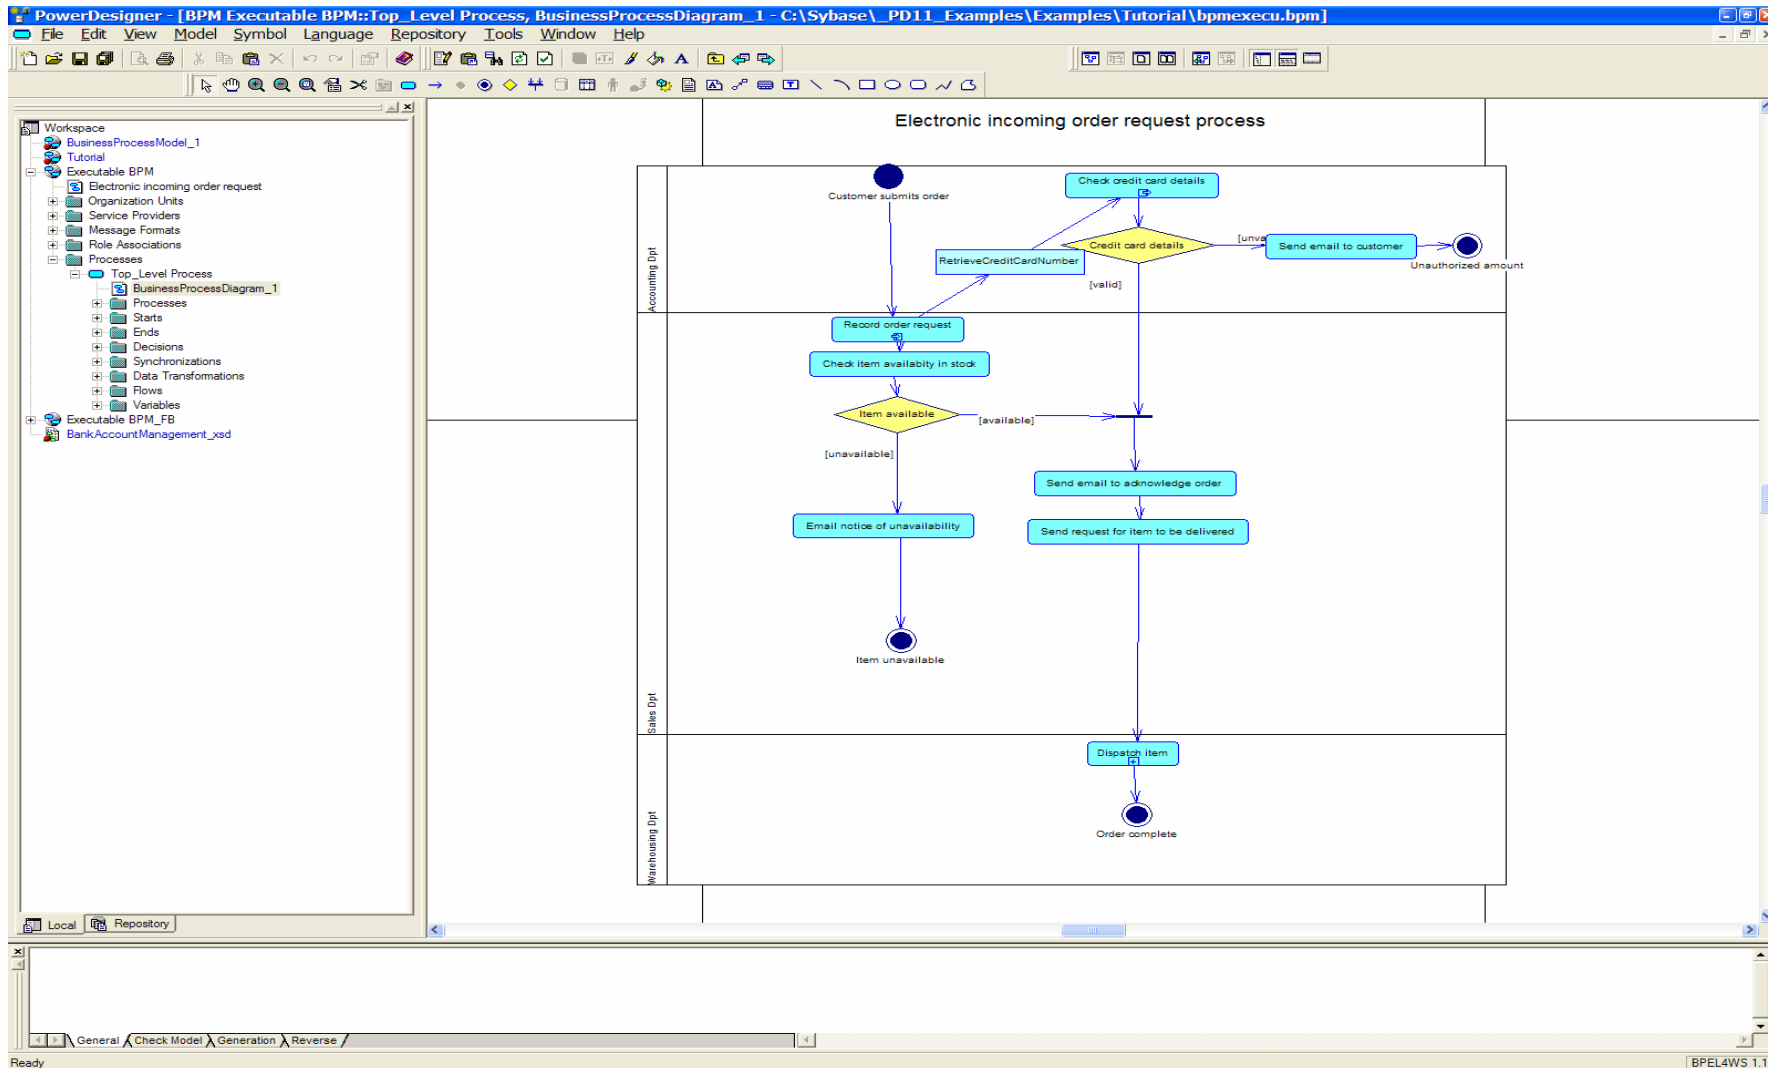 PowerDesigner - [BPM Executable BPM::Top_Level Process, BusinessProcessDiagram_1 - C:\Sybase\_PD11_Examples\Examples\Tutorial\bpmexecu.bpm]
File Edit View Model Symbol Language Repository Tools Window Help
Workspace
BusinessProcessModel_1
Tutorial
Executable BPM
Electronic incoming order request
Organization Units
Service Providers
Message Formats
Role Associations
Processes
Top_Level Process
BusinessProcessDiagram_1
Processes
Starts
Ends
Decisions
Synchronizations
Data Transformations
Flows
Variables
Executable BPM_FB
BankAccountManagement_xsd
Local Repository
Electronic incoming order request process
Accounting Dpt
Customer submits order
Check credit card details
Credit card details
[unva
Send email to customer
Unauthorized amount
RetrieveCreditCardNumber
[valid]
Sales Dpt
Record order request
Check item availabity in stock
Item available
[available]
[unavailable]
Send email to acknowledge order
Email notice of unavailability
Send request for item to be delivered
Item unavailable
Warehousing Dpt
Dispatch item
Order complete
General Check Model Generation Reverse
Ready
BPEL4WS 1.1